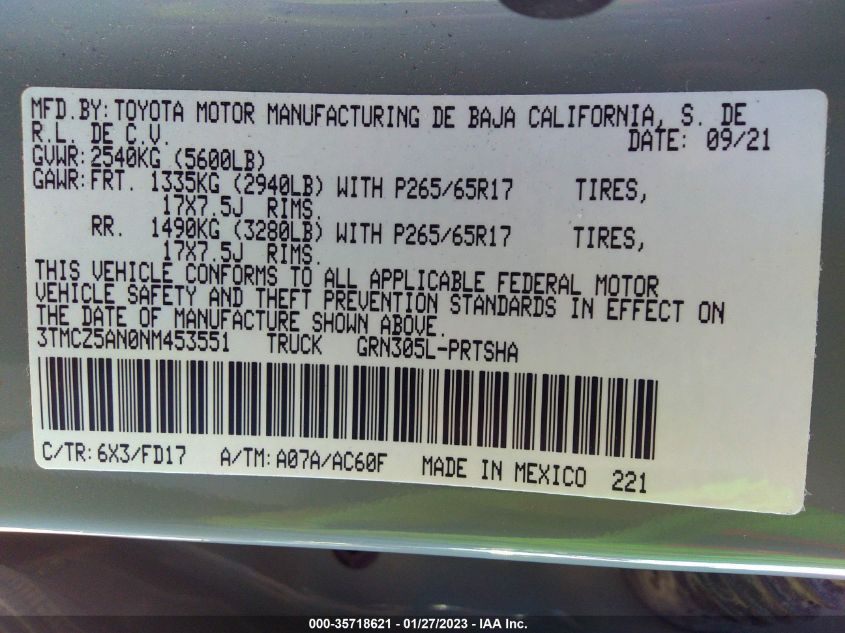 MFD.BY:TOYOTA MOTOR MANUFACTURING DE BAJA CALIFORNIA, S. DE
R.L. DE C.V. DATE: 09/21
GVWR:2540KG (5600LB)
GAWR:FRT. 1335KG (2940LB) WITH P265/65R17 TIRES,
17X7.5J RIMS.
RR. 1490KG (3280LB) WITH P265/65R17 TIRES,
17X7.5J RIMS.
THIS VEHICLE CONFORMS TO ALL APPLICABLE FEDERAL MOTOR
VEHICLE SAFETY AND THEFT PREVENTION STANDARDS IN EFFECT ON
THE DATE OF MANUFACTURE SHOWN ABOVE.
3TMCZ5AN0NM453551 TRUCK GRN305L-PRTSHA
C/TR:6X3/FD17 A/TM:A07A/AC60F MADE IN MEXICO 221
000-35718621 | 01/27/2023 - IAA Inc.